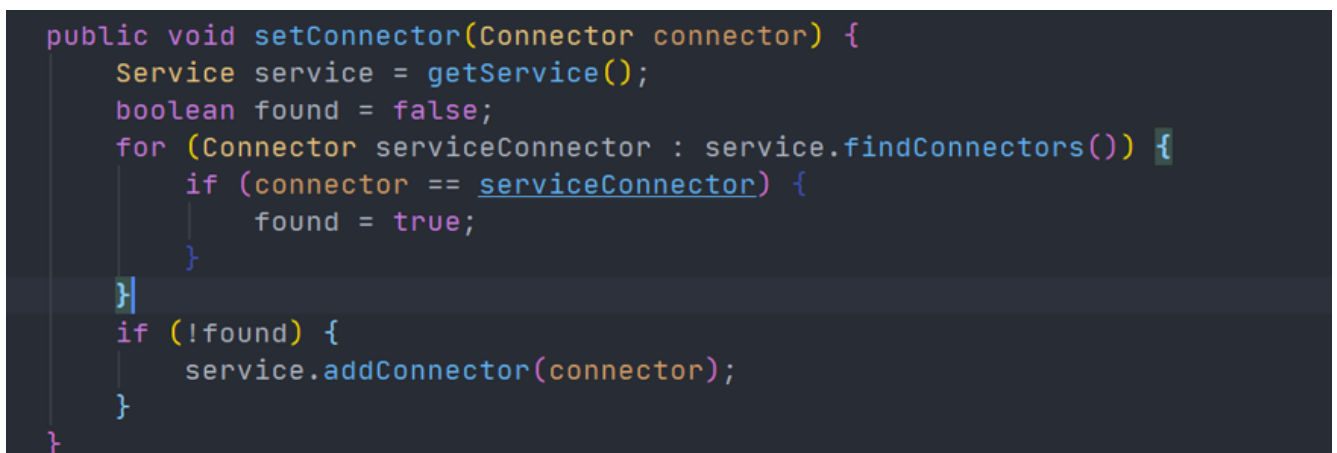 public void setConnector(Connector connector) {
    Service service = getService();
    boolean found = false;
    for (Connector serviceConnector : service.findConnectors()) {
        if (connector == serviceConnector) {
            found = true;
        }
    }
    if (!found) {
        service.addConnector(connector);
    }
}